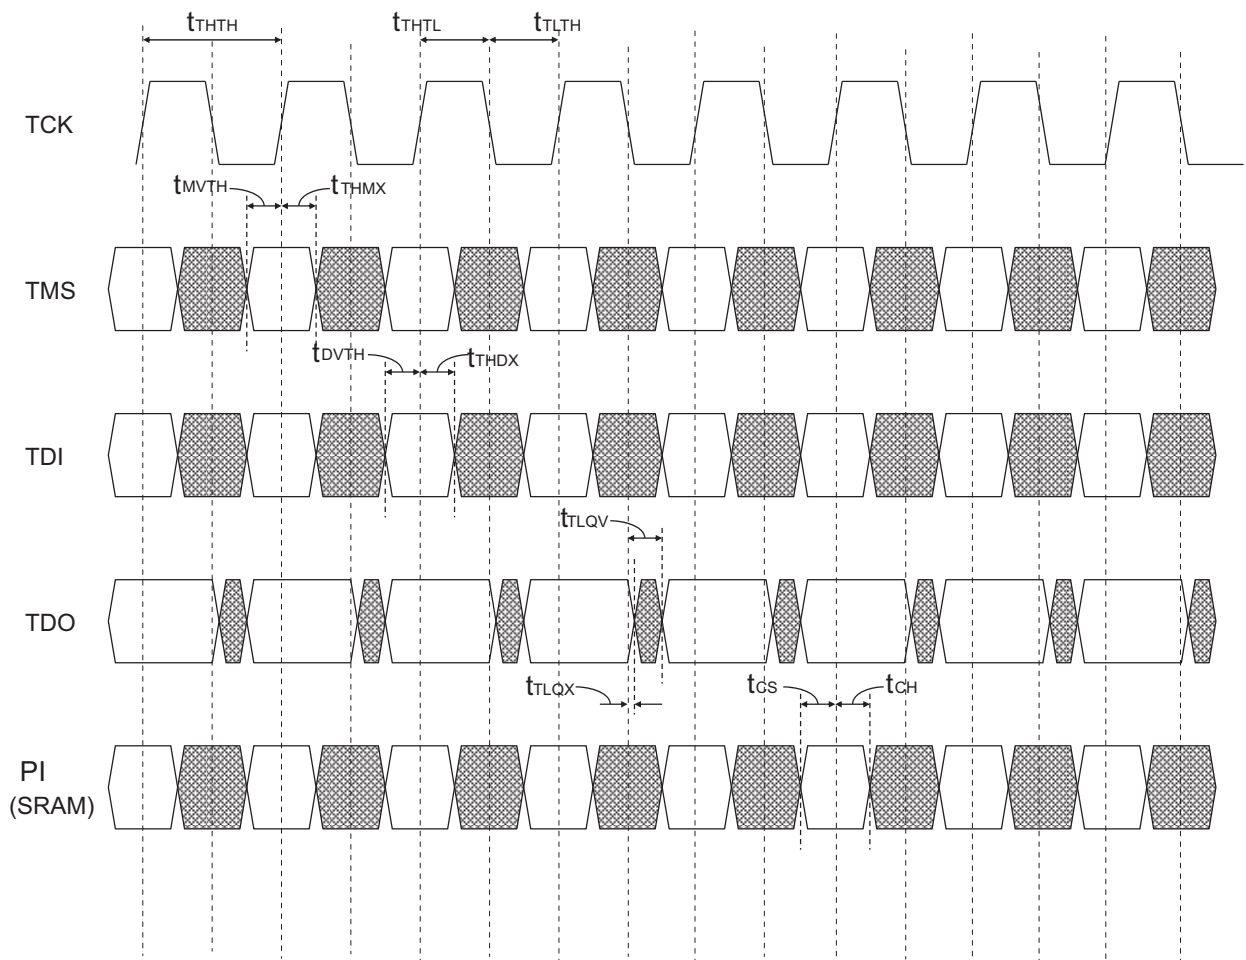 tTHTH tTHTL tTLTH
TCK
tMVTH tTHMX
TMS
tDVTH tTHDX
TDI
tTLQV
TDO
tTLQX tCS tCH
PI
(SRAM)